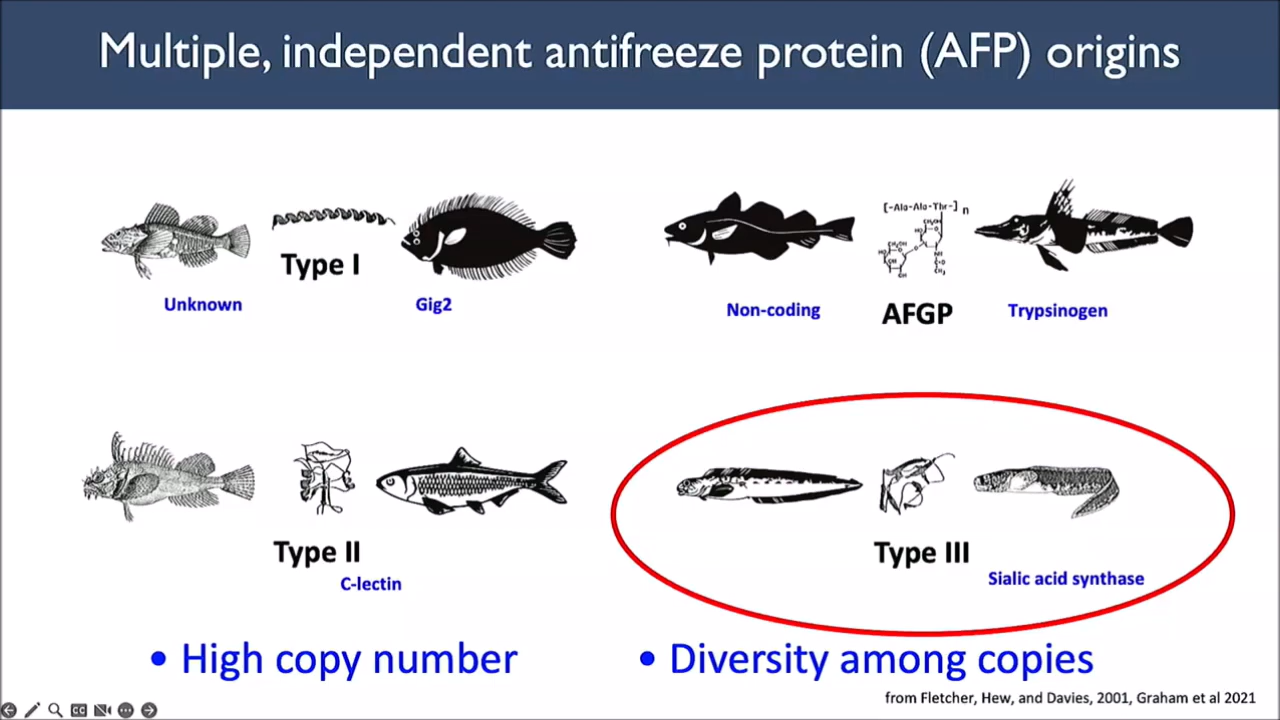 Multiple, independent antifreeze protein (AFP) origins
Type I
Unknown
Gig2
[-Ala-Ala-Thr-]n
Non-coding
AFGP
Trypsinogen
Type II
C-lectin
Type III
Sialic acid synthase
• High copy number
• Diversity among copies
from Fletcher, Hew, and Davies, 2001, Graham et al 2021
CC